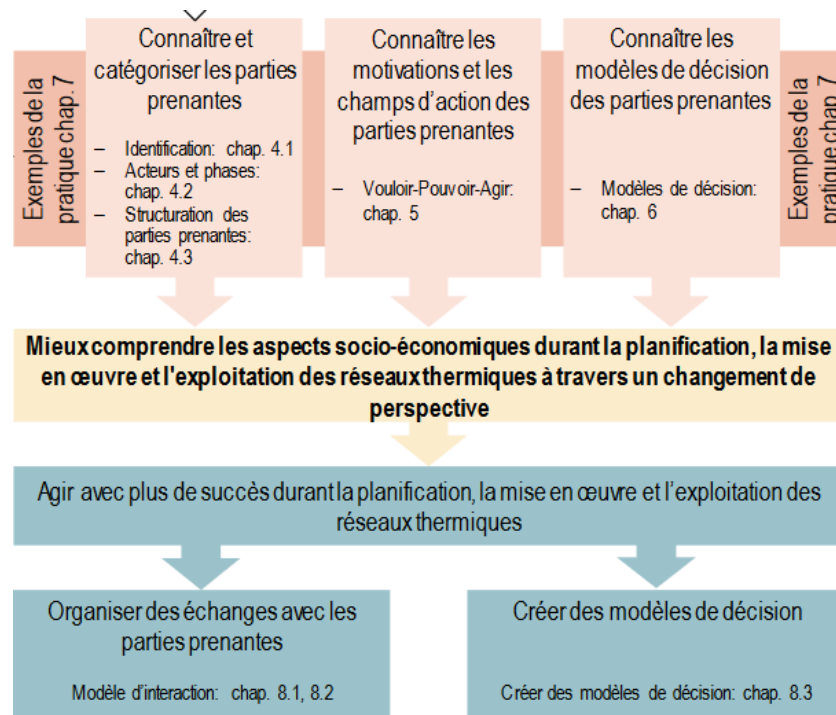 Exemples de la
pratique chap. 7
Connaître et
catégoriser les parties
prenantes
– Identification: chap. 4.1
– Acteurs et phases:
chap. 4.2
– Structuration des
parties prenantes:
chap. 4.3
Connaître les
motivations et les
champs d’action des
parties prenantes
– Vouloir-Pouvoir-Agir:
chap. 5
Connaître les
modèles de décision
des parties prenantes
– Modèles de décision:
chap. 6
Exemples de la
pratique chap. 7
Mieux comprendre les aspects socio-économiques durant la planification, la mise
en œuvre et l'exploitation des réseaux thermiques à travers un changement de
perspective
Agir avec plus de succès durant la planification, la mise en œuvre et l’exploitation des
réseaux thermiques
Organiser des échanges avec les
parties prenantes
Modèle d’interaction: chap. 8.1, 8.2
Créer des modèles de décision
Créer des modèles de décision: chap. 8.3